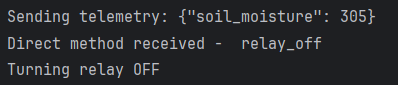 Sending telemetry: {"soil_moisture": 305}
Direct method received -  relay_off
Turning relay OFF